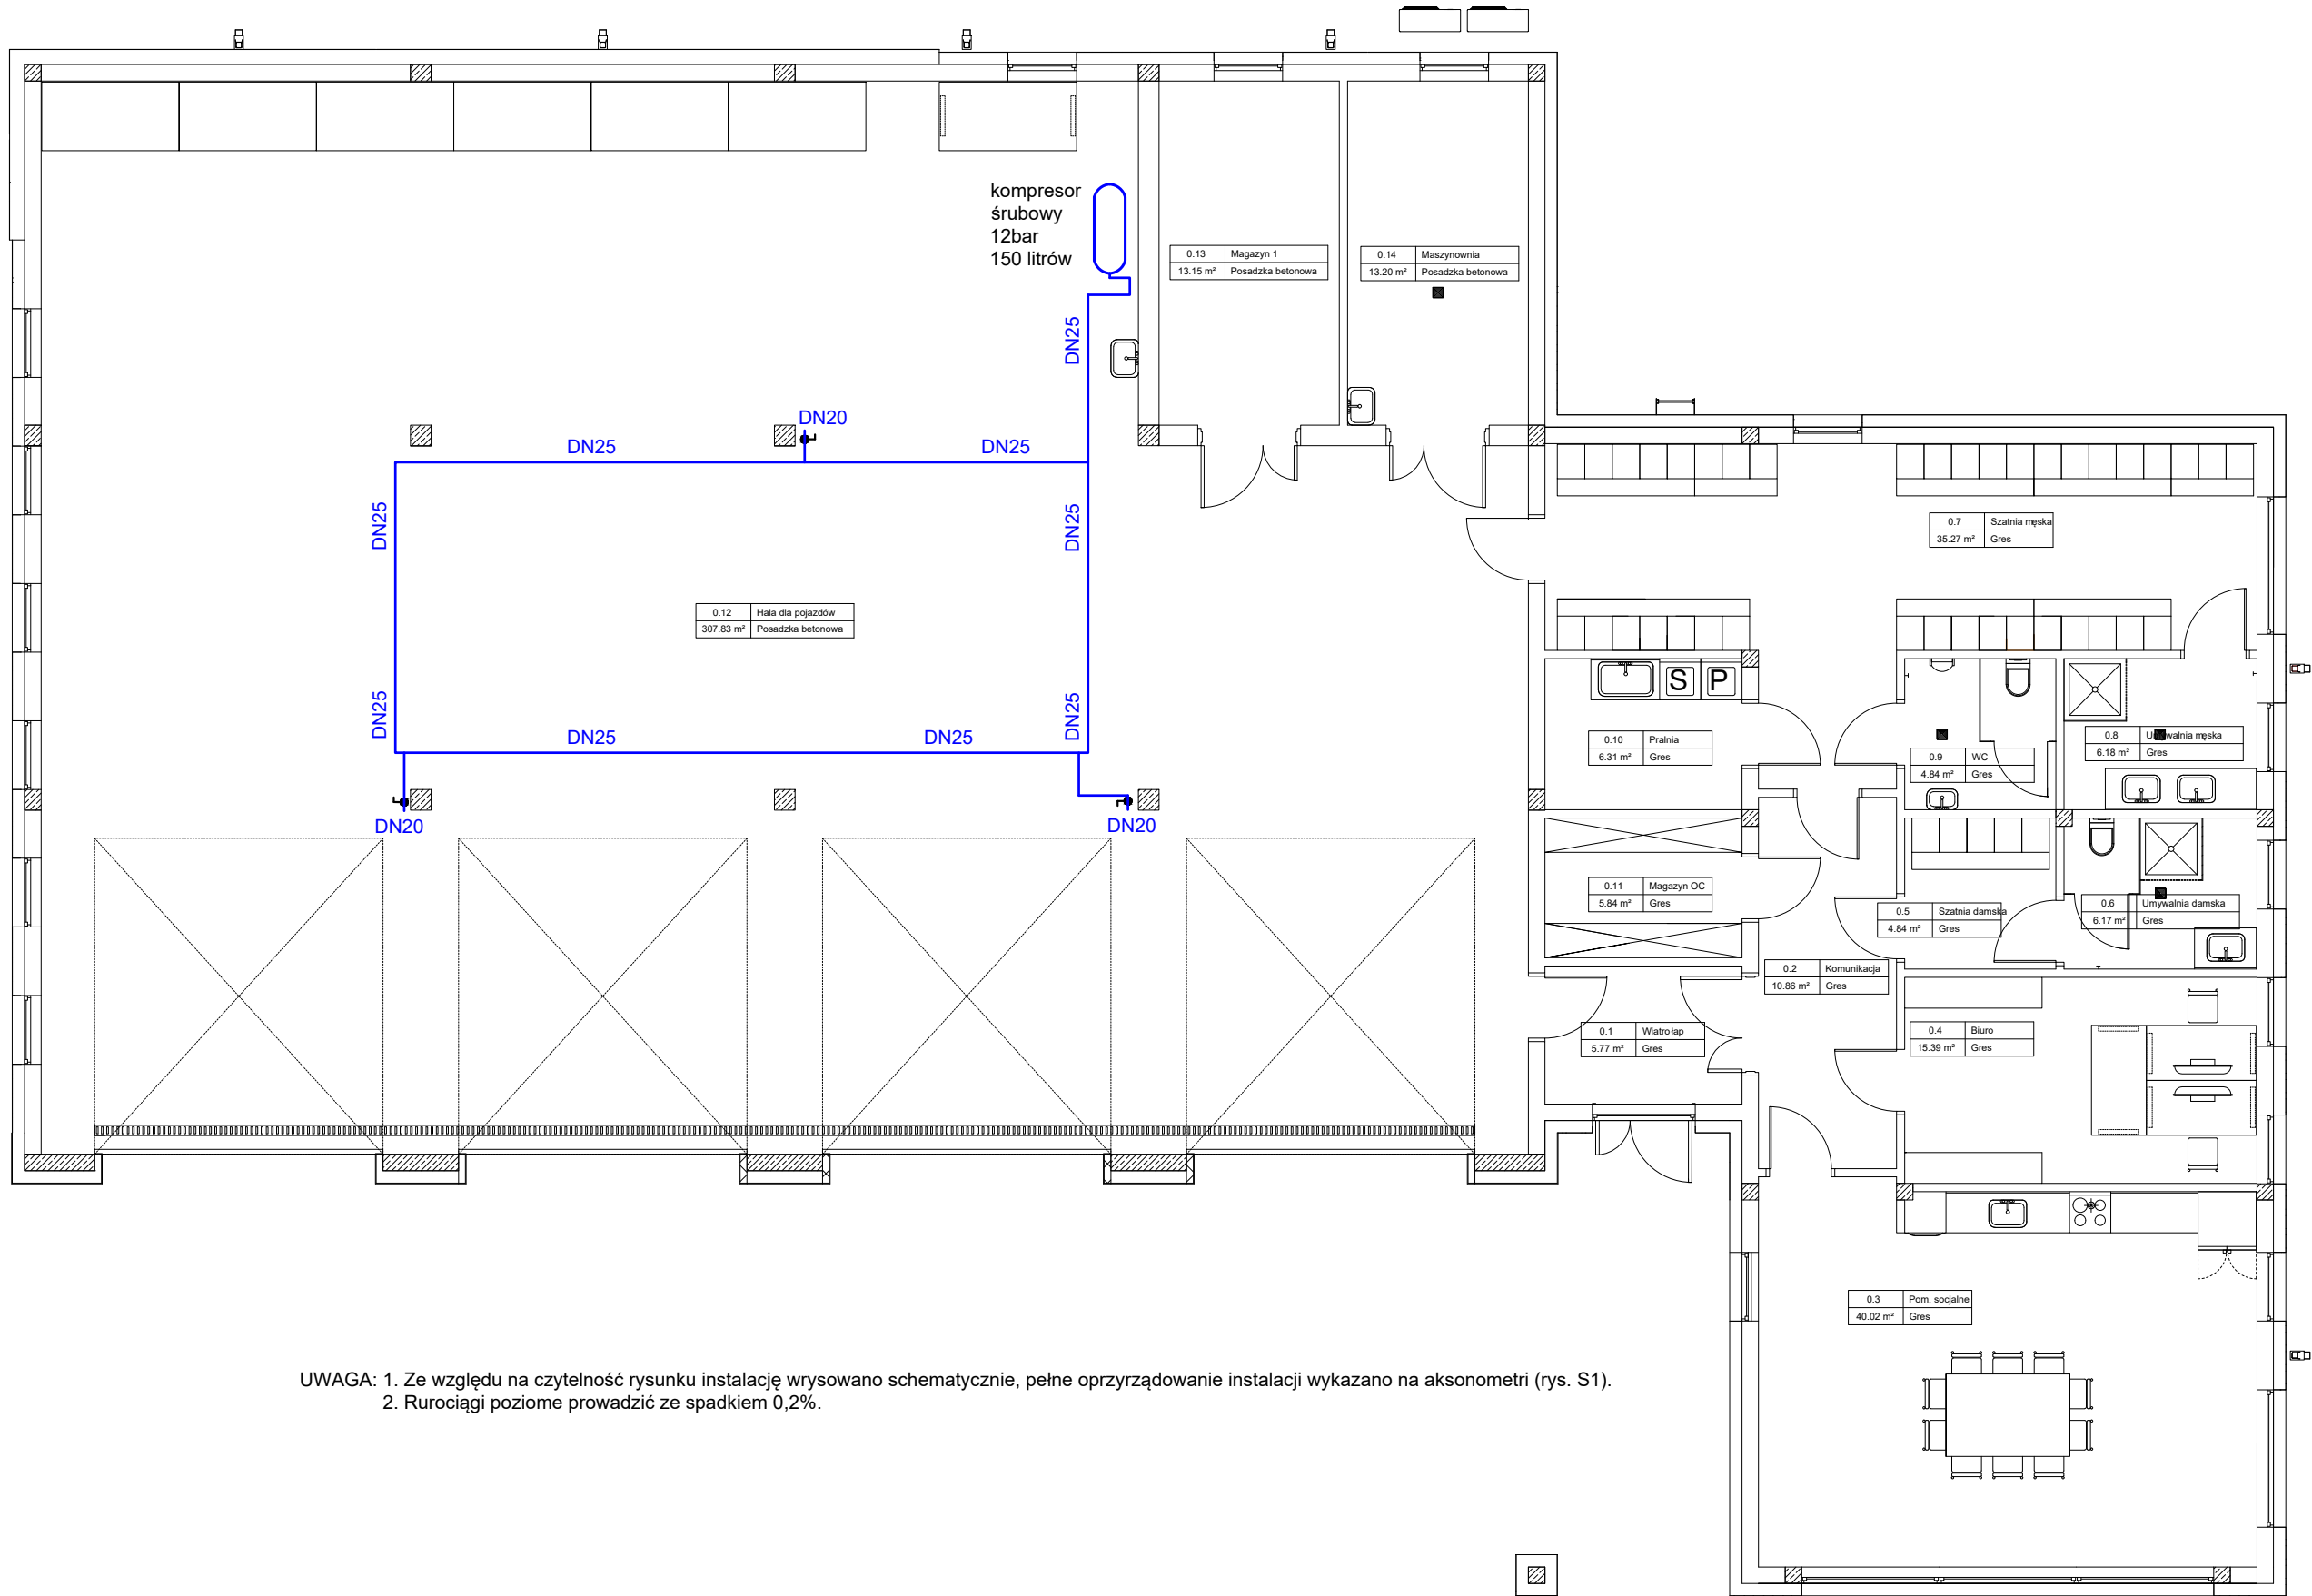 kompresor
śrubowy
12bar
150 litrów
0.13 Magazyn 1
13.15 m² Posadzka betonowa
0.14 Maszynownia
13.20 m² Posadzka betonowa
DN25
DN20
DN25
DN25
DN25
DN25
0.7 Szatnia męska
35.27 m² Gres
0.12 Hala dla pojazdów
307.83 m² Posadzka betonowa
S P
DN25
DN25
DN25
DN25
0.10 Pralnia
6.31 m² Gres
0.9 WC
4.84 m² Gres
0.8 Umywalnia męska
6.18 m² Gres
DN20
DN20
0.11 Magazyn OC
5.84 m² Gres
0.5 Szatnia damska
4.84 m² Gres
0.6 Umywalnia damska
6.17 m² Gres
0.2 Komunikacja
10.86 m² Gres
0.1 Wiatrołap
5.77 m² Gres
0.4 Biuro
15.39 m² Gres
0.3 Pom. socjalne
40.02 m² Gres
UWAGA: 1. Ze względu na czytelność rysunku instalację wrysowano schematycznie, pełne oprzyrządowanie instalacji wykazano na aksonometri (rys. S1).
2. Rurociągi poziome prowadzić ze spadkiem 0,2%.